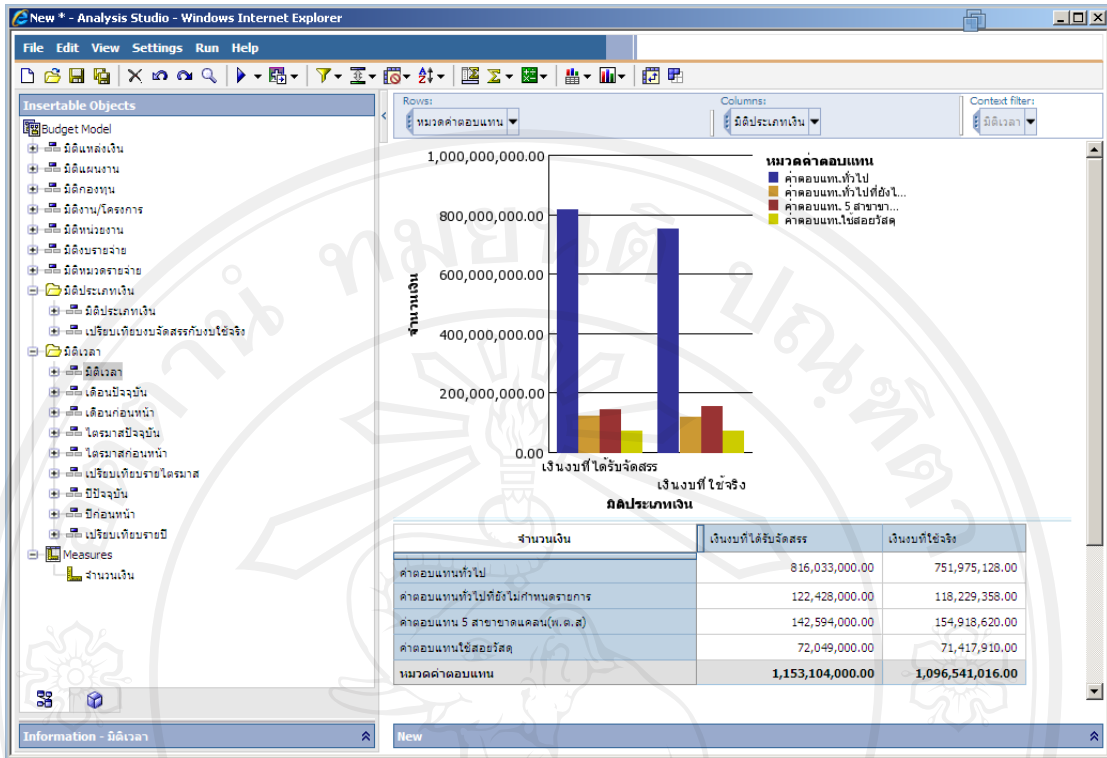 New * - Analysis Studio - Windows Internet Explorer
File Edit View Settings Run Help
Insertable Objects
Budget Model
มิติแหล่งเงิน
มิติแผนงาน
มิติกองทุน
มิติงาน/โครงการ
มิติหน่วยงาน
มิติงบรายจ่าย
มิติหมวดรายจ่าย
มิติประเภทเงิน
มิติประเภทเงิน
เปรียบเทียบงบจัดสรรกับงบใช้จริง
มิติเวลา
มิติเวลา
เดือนปัจจุบัน
เดือนก่อนหน้า
ไตรมาสปัจจุบัน
ไตรมาสก่อนหน้า
เปรียบเทียบรายไตรมาส
ปีปัจจุบัน
ปีก่อนหน้า
เปรียบเทียบรายปี
Measures
จำนวนเงิน
Information - มิติเวลา
Rows: Columns: Context filter:
หมวดค่าตอบแทน มิติประเภทเงิน มิติเวลา
1,000,000,000.00
800,000,000.00
600,000,000.00
400,000,000.00
200,000,000.00
0.00
จำนวนเงิน
เงินงบที่ได้รับจัดสรร
เงินงบที่ใช้จริง
มิติประเภทเงิน
หมวดค่าตอบแทน
ค่าตอบแท..ทั่วไป
ค่าตอบแท..ทั่วไปที่ยังไ...
ค่าตอบแท.. 5 สาขาขา...
ค่าตอบแท..ใช้สอยวัสดุ
จำนวนเงิน เงินงบที่ได้รับจัดสรร เงินงบที่ใช้จริง
ค่าตอบแทนทั่วไป 816,033,000.00 751,975,128.00
ค่าตอบแทนทั่วไปที่ยังไม่กำหนดรายการ 122,428,000.00 118,229,358.00
ค่าตอบแทน 5 สาขาขาดแคลน(พ.ต.ส) 142,594,000.00 154,918,620.00
ค่าตอบแทนใช้สอยวัสดุ 72,049,000.00 71,417,910.00
หมวดค่าตอบแทน 1,153,104,000.00 1,096,541,016.00
New